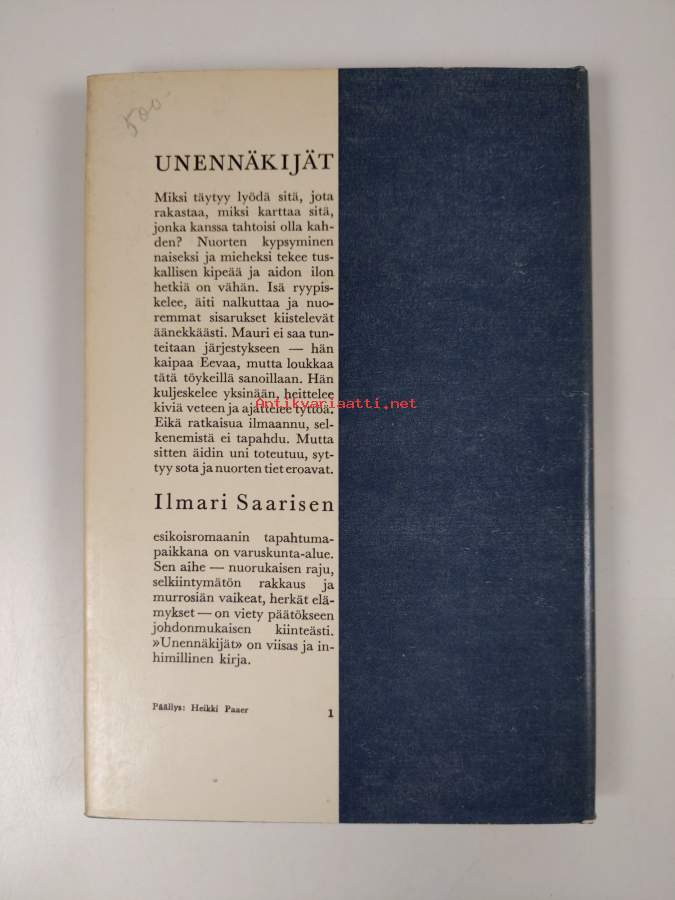 500.
UNENNÄKIJÄT
Miksi täytyy lyödä sitä, jota
rakastaa, miksi karttaa sitä,
jonka kanssa tahtoisi olla kah-
den? Nuorten kypsyminen
naiseksi ja mieheksi tekee tus-
kallisen kipeää ja aidon ilon
hetkiä on vähän. Isä ryypis-
kelee, äiti nalkuttaa ja nuo-
remmat sisarukset kiistelevät
äänekkäästi. Mauri ei saa tun-
teitaan järjestykseen — hän
kaipaa Eevaa, mutta loukkaa
tätä töykeillä sanoillaan. Hän
kuljeskelee yksinään, heittelee
kiviä veteen ja ajattelee tyttöä.
Antikvariaatti.net
Eikä ratkaisua ilmaannu, sel-
kenemistä ei tapahdu. Mutta
sitten äidin uni toteutuu, syt-
tyy sota ja nuorten tiet eroavat.
Ilmari Saarisen
esikoisromaanin tapahtuma-
paikkana on varuskunta-alue.
Sen aihe — nuorukaisen raju,
selkiintymätön rakkaus ja
murrosiän vaikeat, herkät elä-
mykset — on viety päätökseen
johdonmukaisen kiinteästi.
»Unennäkijät» on viisas ja in-
himillinen kirja.
Päällys: Heikki Paaer 1